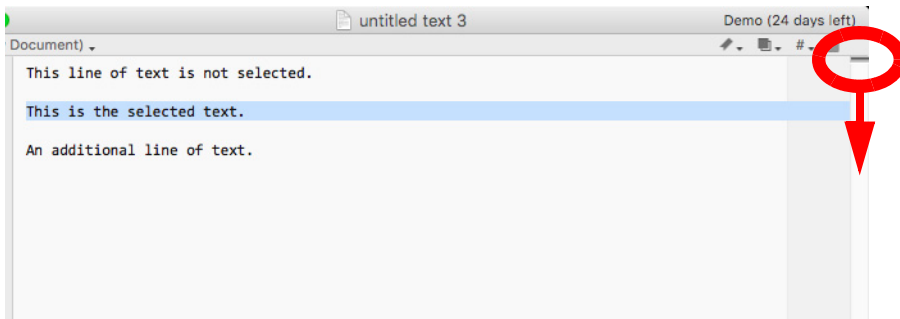 untitled text 3
Demo (24 days left)
Document)
#
This line of text is not selected.
This is the selected text.
An additional line of text.